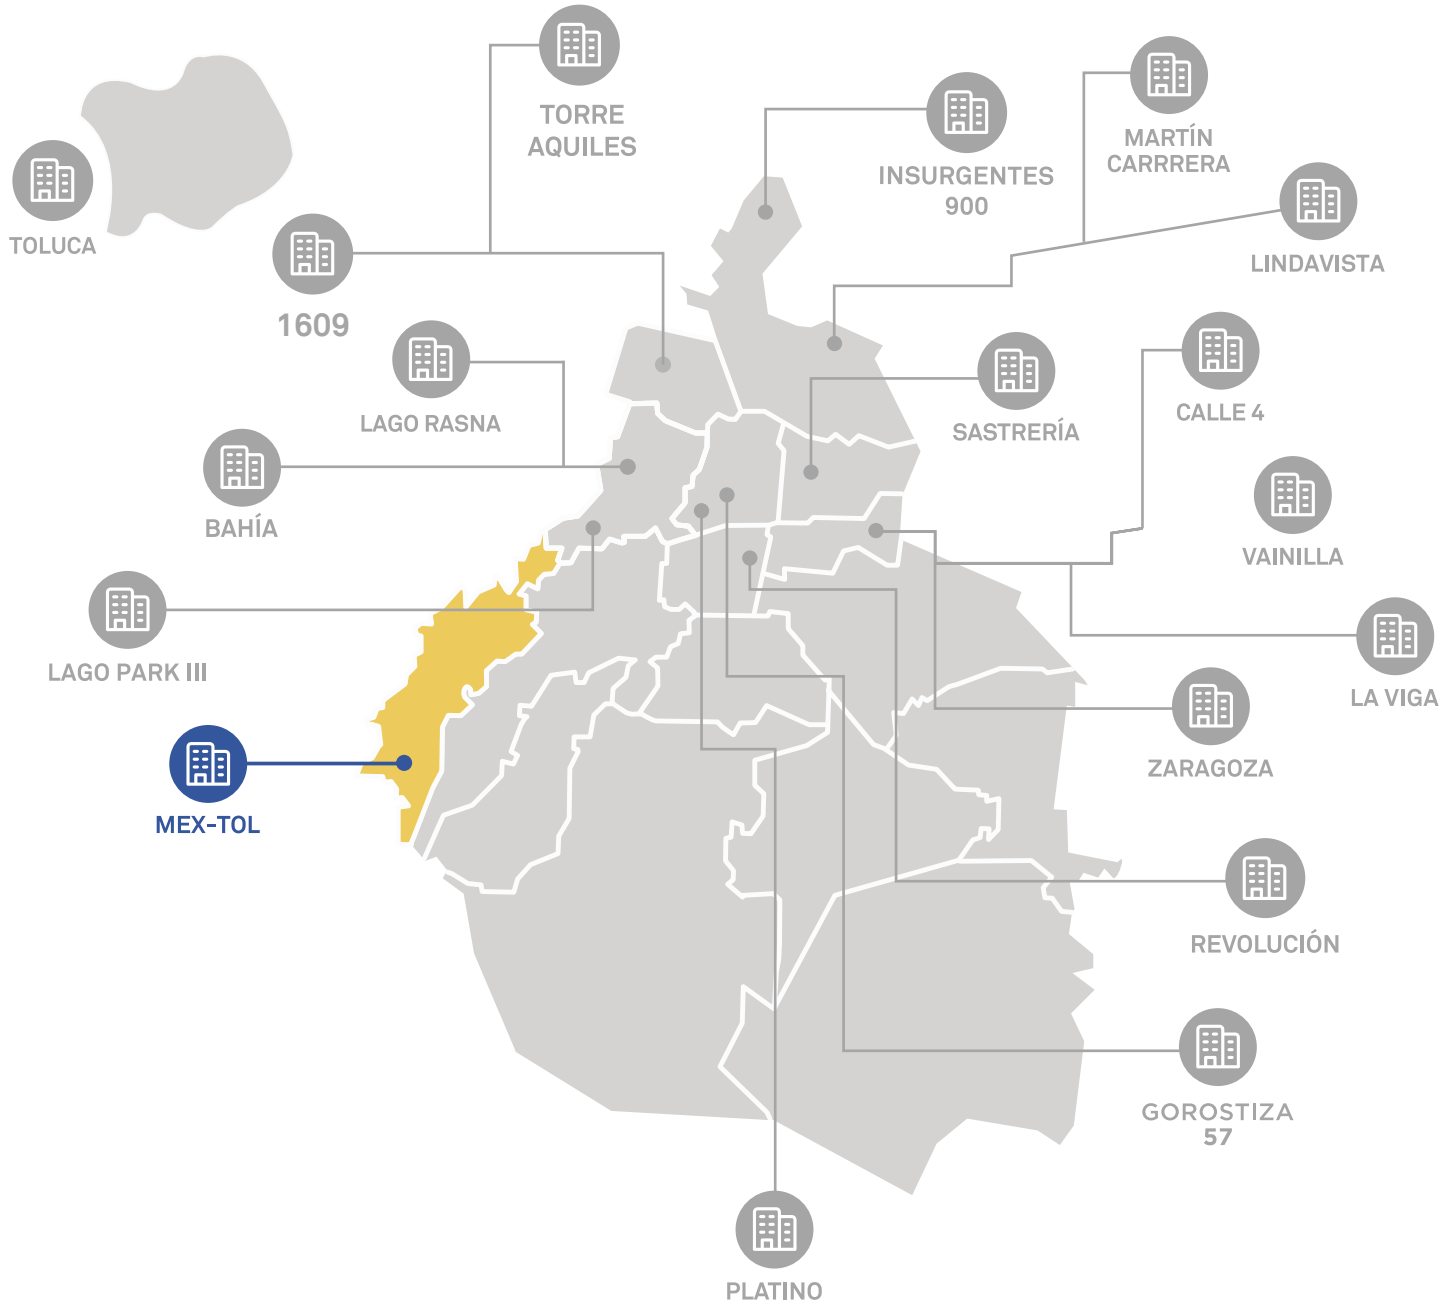 TORRE
AQUILES
MARTÍN
CARRRERA
INSURGENTES
900
TOLUCA
LINDAVISTA
1609
LAGO RASNA
CALLE 4
SASTRERÍA
BAHÍA
VAINILLA
LAGO PARK III
LA VIGA
ZARAGOZA
MEX-TOL
REVOLUCIÓN
GOROSTIZA
57
PLATINO